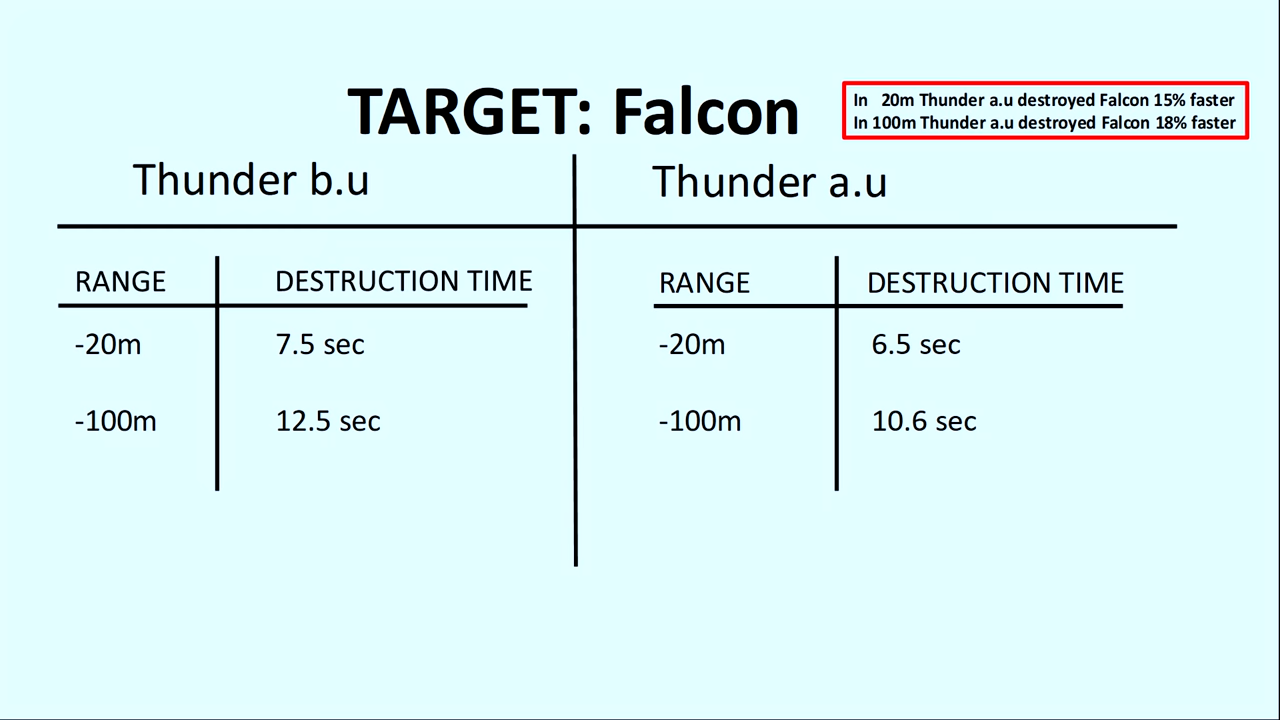 TARGET: Falcon
In 20m Thunder a.u destroyed Falcon 15% faster
In 100m Thunder a.u destroyed Falcon 18% faster
Thunder b.u
Thunder a.u
RANGE DESTRUCTION TIME
-20m 7.5 sec
-100m 12.5 sec
RANGE DESTRUCTION TIME
-20m 6.5 sec
-100m 10.6 sec